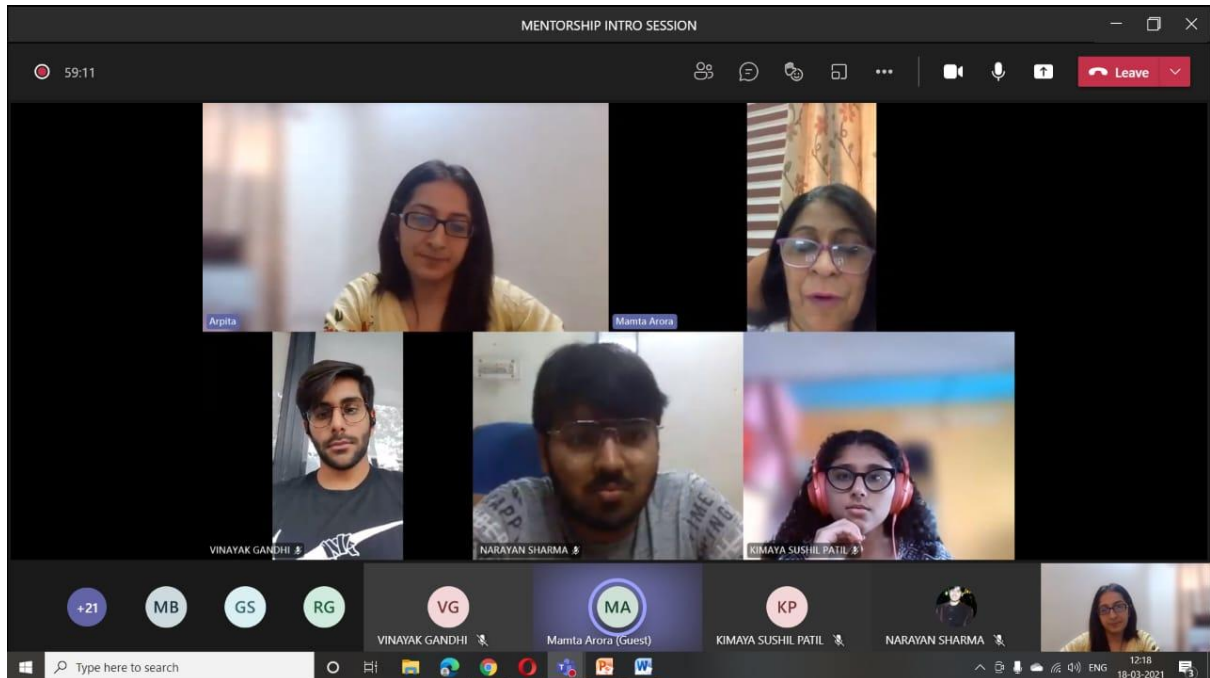 MENTORSHIP INTRO SESSION
59:11
Leave
Arpita
Mamta Arora
VINAYAK GANDHI
NARAYAN SHARMA
KIMAYA SUSHIL PATIL
+21
MB
GS
RG
VG
VINAYAK GANDHI
MA
Mamta Arora (Guest)
KP
KIMAYA SUSHIL PATIL
NARAYAN SHARMA
Type here to search
ENG
12:18
18-03-2021
3